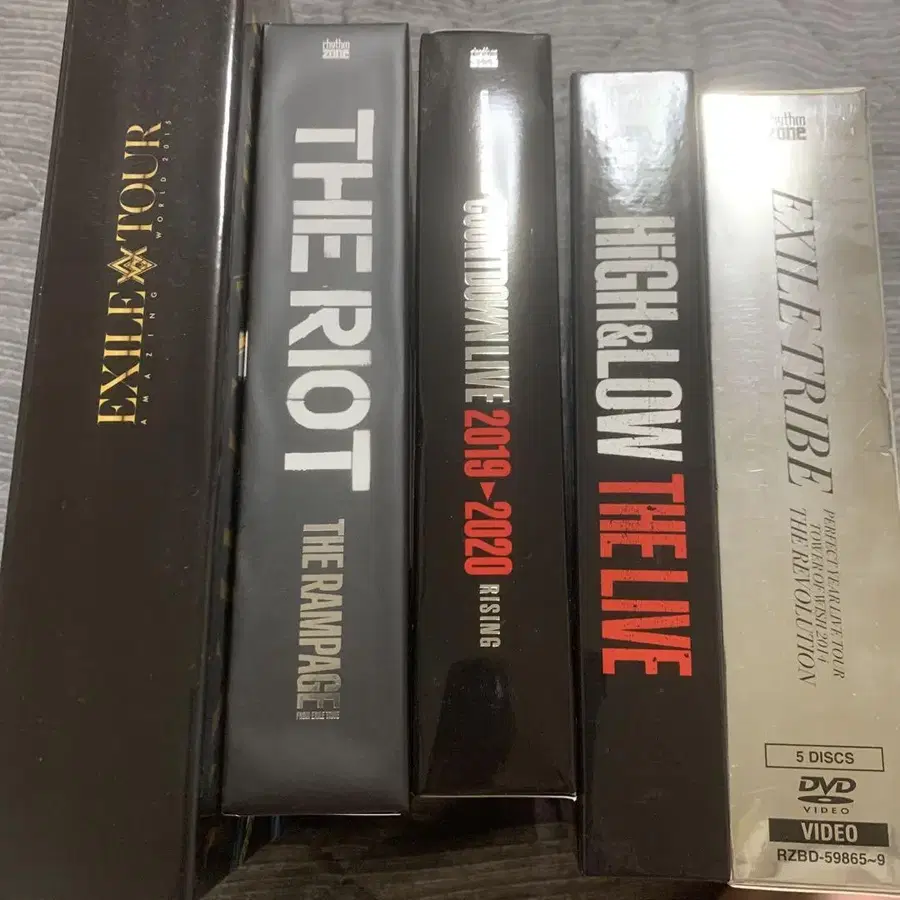 EXILE TOUR
AMAZING WORLD 2015
rhythm
zone
THE RIOT
THE RAMPAGE
FROM EXILE TRIBE
rhythm
zone
COUNTDOWN LIVE 2019▶2020 RISING
HiGH&LOW THE LIVE
rhythm
zone
EXILE TRIBE
PERFECT YEAR LIVE TOUR
TOWER OF WISH 2014
THE REVOLUTION
5 DISCS
DVD
VIDEO
VIDEO
RZBD-59865~9